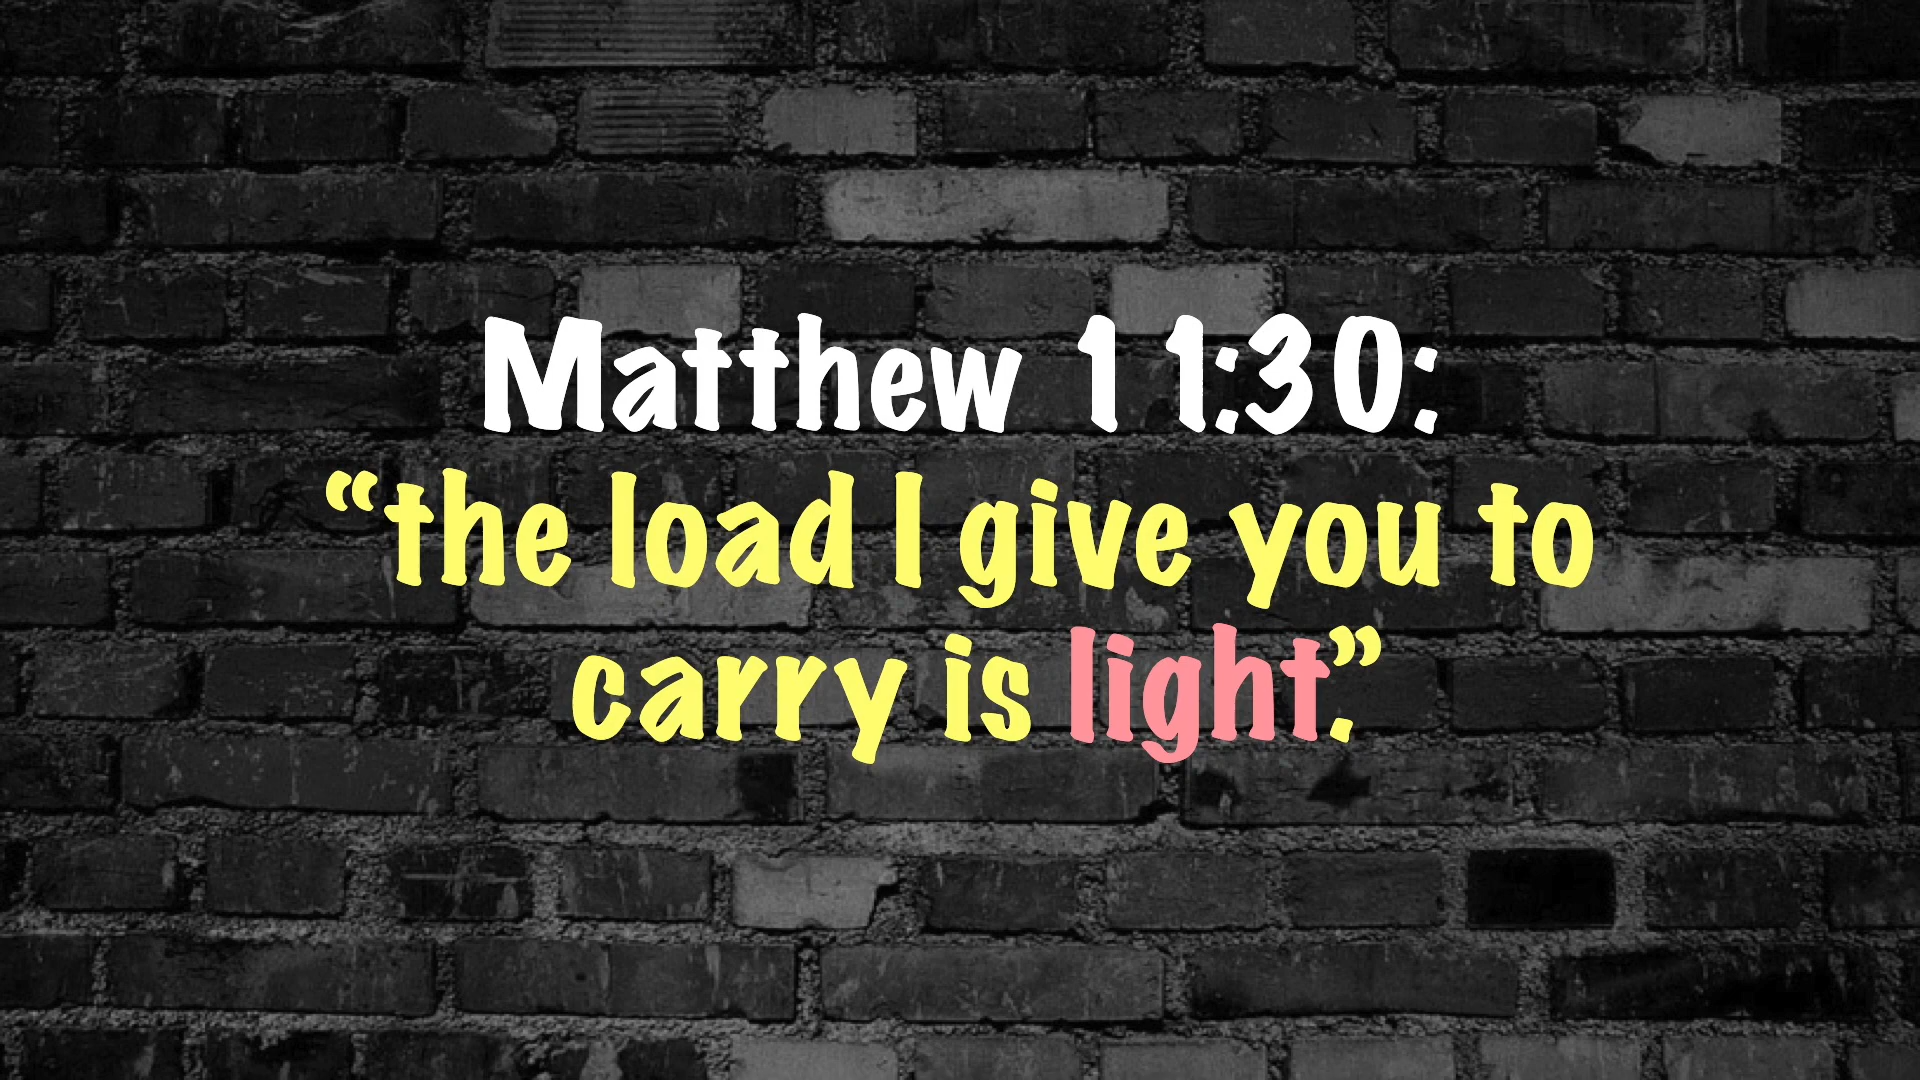 Matthew 11:30:
“the load I give you to
carry is light.”